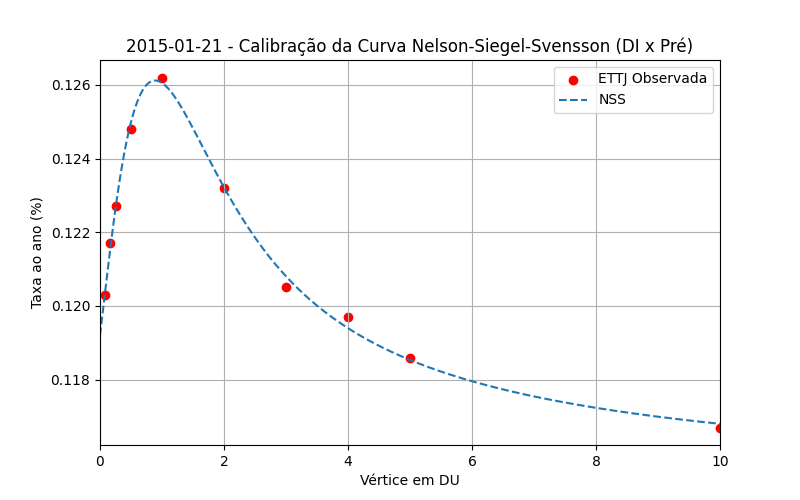 2015-01-21 - Calibração da Curva Nelson-Siegel-Svensson (DI x Pré)
ETTJ Observada
NSS
Taxa ao ano (%)
0.126
0.124
0.122
0.120
0.118
0 2 4 6 8 10
Vértice em DU